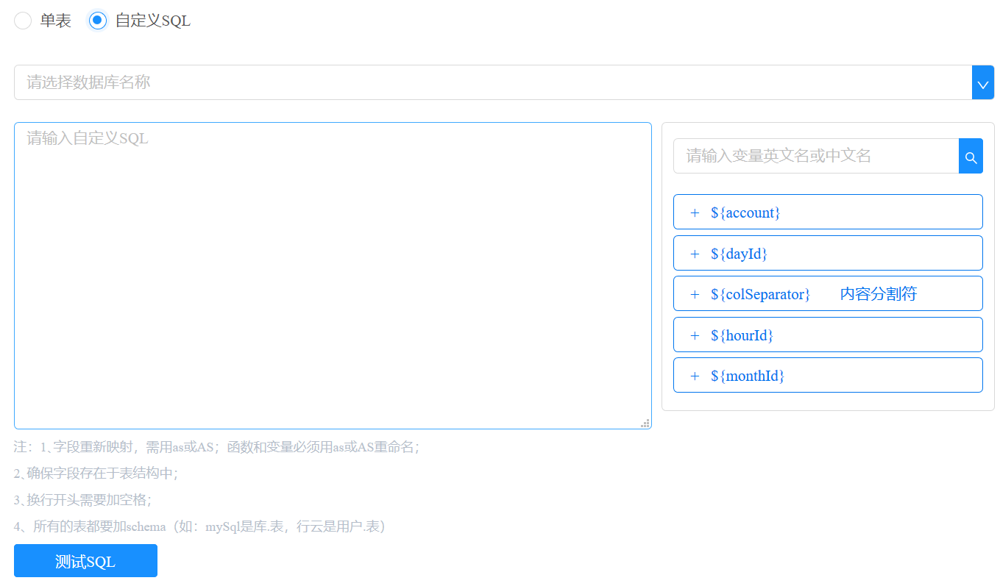 单表 自定义SQL
请选择数据库名称
请输入自定义SQL
请输入变量英文名或中文名
+ ${account}
+ ${dayId}
+ ${colSeparator} 内容分割符
+ ${hourId}
+ ${monthId}
注：1、字段重新映射，需用as或AS；函数和变量必须用as或AS重命名；
2、确保字段存在于表结构中；
3、换行开头需要加空格；
4、所有的表都要加schema（如：mySql是库.表，行云是用户.表）
测试SQL